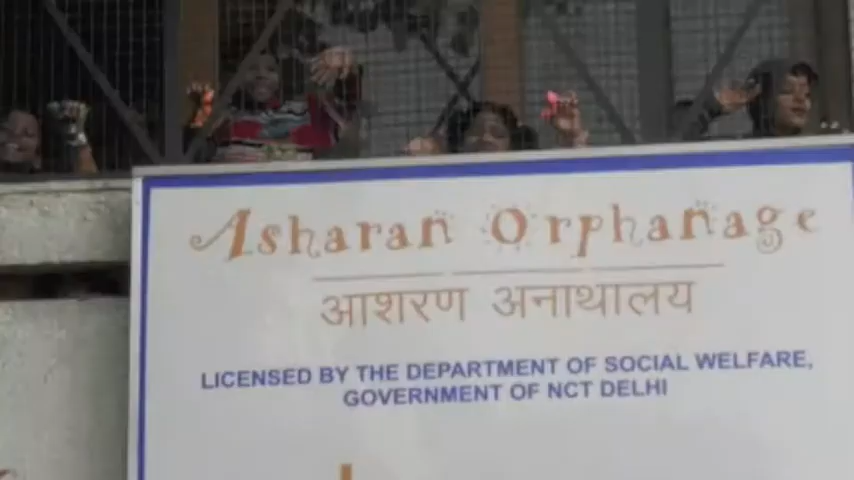 Asharan Orphanage
आशरण अनाथालय
LICENSED BY THE DEPARTMENT OF SOCIAL WELFARE,
GOVERNMENT OF NCT DELHI